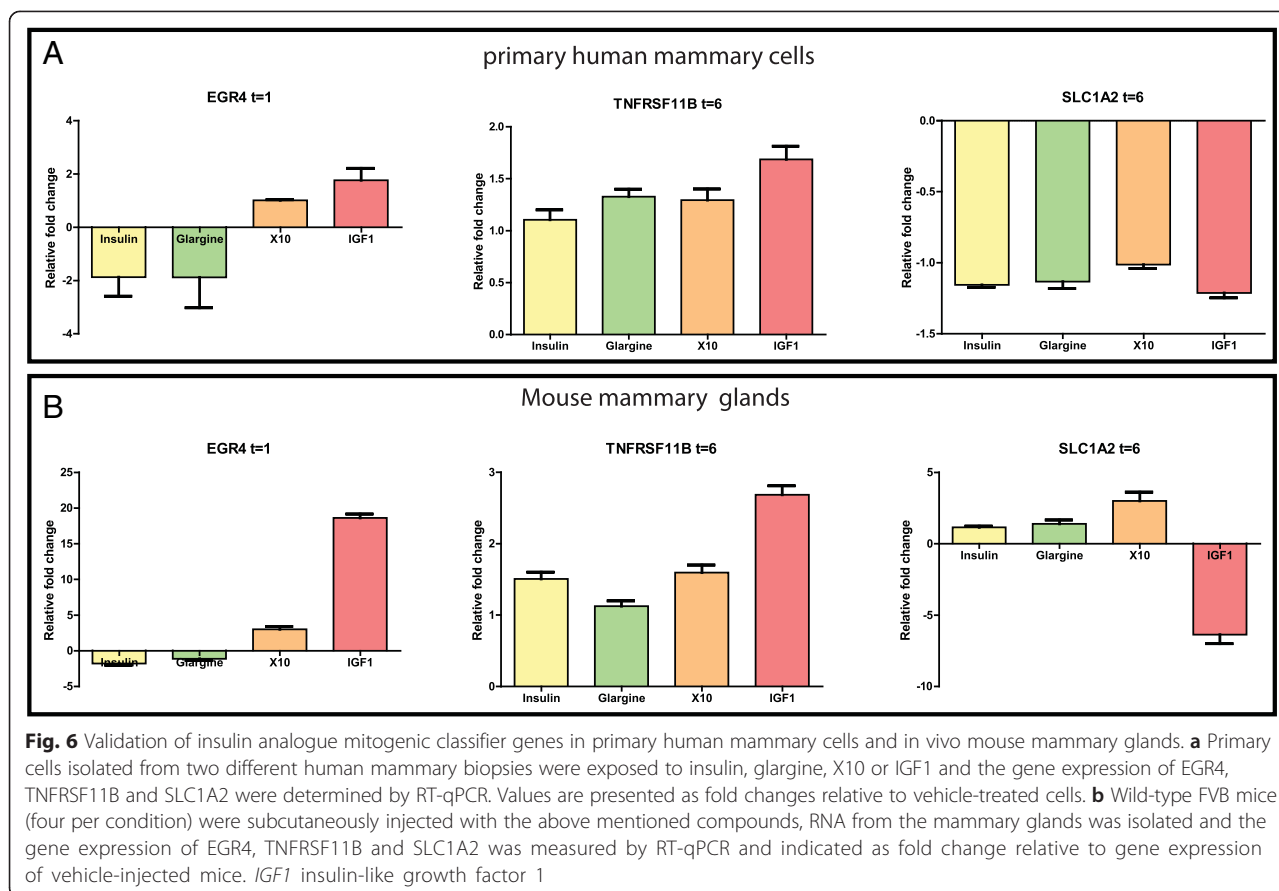 A
primary human mammary cells
EGR4 t=1
TNFRSF11B t=6
SLC1A2 t=6
Relative fold change
4
2
0
-2
-4
Insulin
Glargine
X10
IGF1
Relative fold change
2.0
1.5
1.0
0.5
0.0
Insulin
Glargine
X10
IGF1
Relative fold change
0.0
-0.5
-1.0
-1.5
Insulin
Glargine
X10
IGF1
B
Mouse mammary glands
EGR4 t=1
TNFRSF11B t=6
SLC1A2 t=6
Relative fold change
25
20
15
10
5
0
-5
Insulin
Glargine
X10
IGF1
Relative fold change
3
2
1
0
Insulin
Glargine
X10
IGF1
Relative fold change
5
0
-5
-10
Insulin
Glargine
X10
IGF1
Fig. 6 Validation of insulin analogue mitogenic classifier genes in primary human mammary cells and in vivo mouse mammary glands. a Primary
cells isolated from two different human mammary biopsies were exposed to insulin, glargine, X10 or IGF1 and the gene expression of EGR4,
TNFRSF11B and SLC1A2 were determined by RT-qPCR. Values are presented as fold changes relative to vehicle-treated cells. b Wild-type FVB mice
(four per condition) were subcutaneously injected with the above mentioned compounds, RNA from the mammary glands was isolated and the
gene expression of EGR4, TNFRSF11B and SLC1A2 was measured by RT-qPCR and indicated as fold change relative to gene expression
of vehicle-injected mice. IGF1 insulin-like growth factor 1